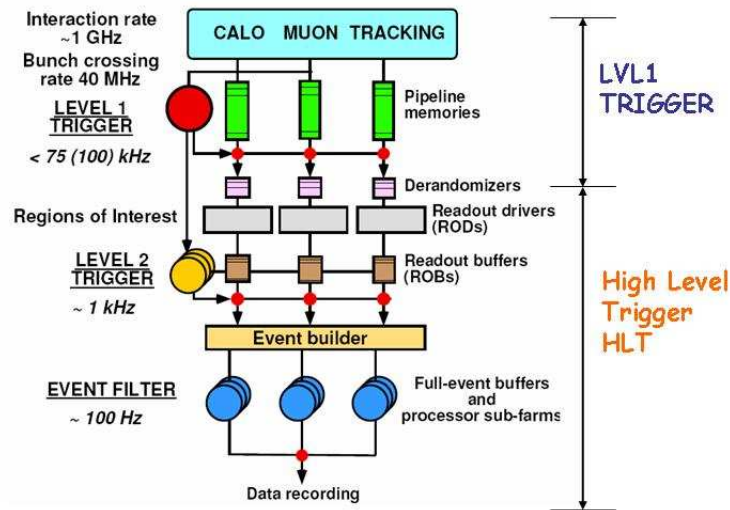 Interaction rate
~1 GHz
CALO MUON TRACKING
Bunch crossing
rate 40 MHz
LEVEL 1
TRIGGER
< 75 (100) kHz
Pipeline
memories
LVL1
TRIGGER
Derandomizers
Regions of Interest
Readout drivers
(RODs)
LEVEL 2
TRIGGER
~ 1 kHz
Readout buffers
(ROBs)
High Level
Trigger
HLT
Event builder
EVENT FILTER
~ 100 Hz
Full-event buffers
and
processor sub-farms
Data recording